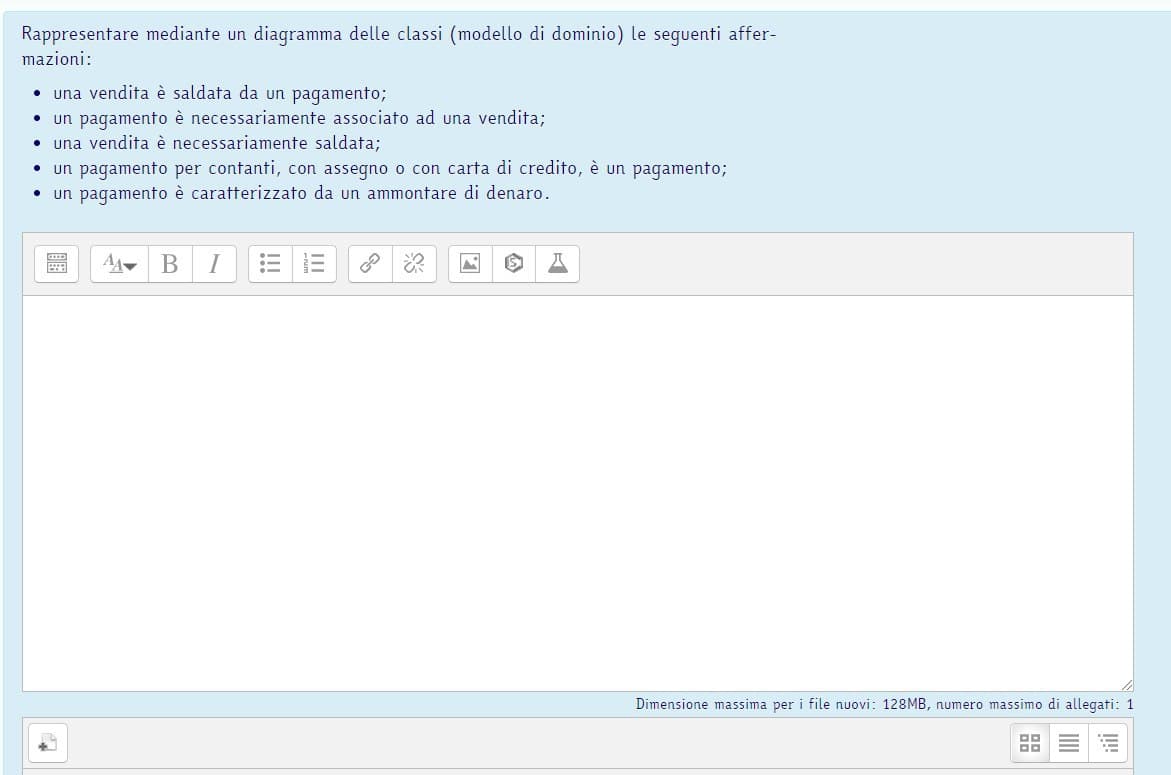 Rappresentare mediante un diagramma delle classi (modello di dominio) le seguenti affer-
mazioni:
• una vendita è saldata da un pagamento;
• un pagamento è necessariamente associato ad una vendita;
• una vendita è necessariamente saldata;
• un pagamento per contanti, con assegno o con carta di credito, è un pagamento;
• un pagamento è caratterizzato da un ammontare di denaro.
B I
Dimensione massima per i file nuovi: 128MB, numero massimo di allegati: 1